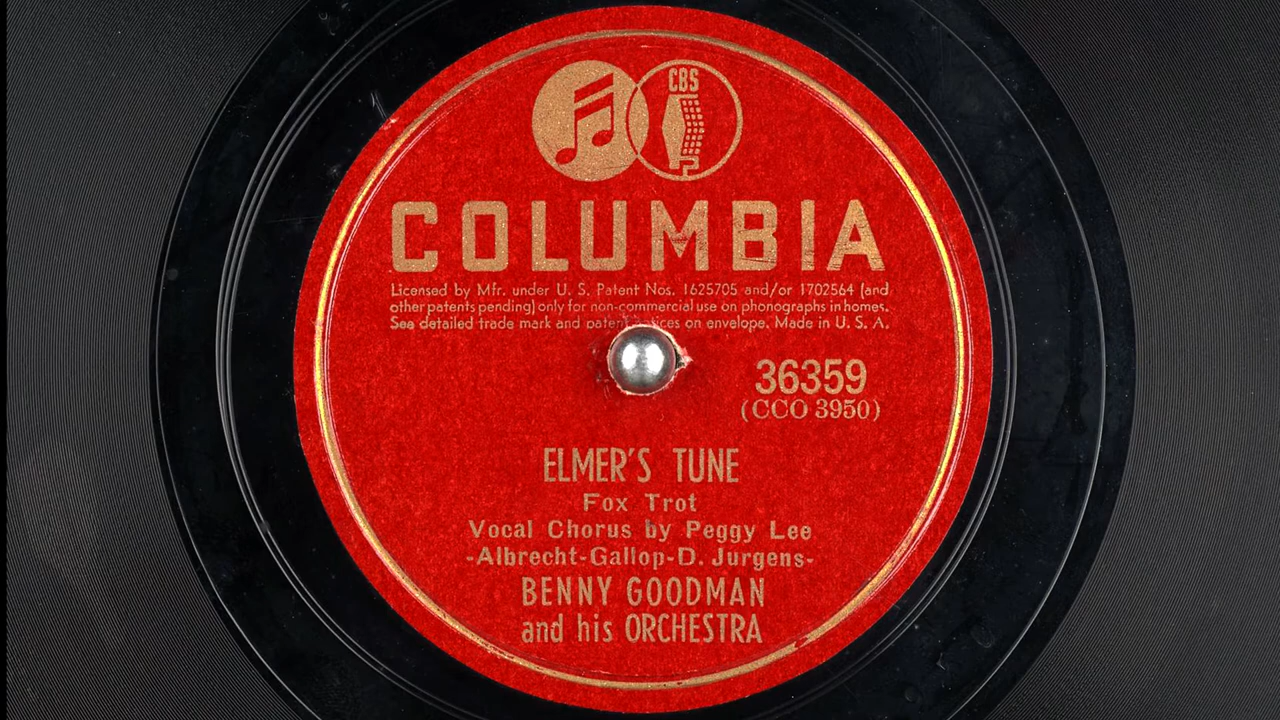 CBS
COLUMBIA
Licensed by Mfr. under U. S. Patent Nos. 1625705 and/or 1702564 (and
other patents pending) only for non-commercial use on phonographs in homes.
See detailed trade mark and patent on envelope. Made in U. S. A.
36359
(CCO 3950)
ELMER'S TUNE
Fox Trot
Vocal Chorus by Peggy Lee
-Albrecht-Gallop-D. Jurgens-
BENNY GOODMAN
and his ORCHESTRA